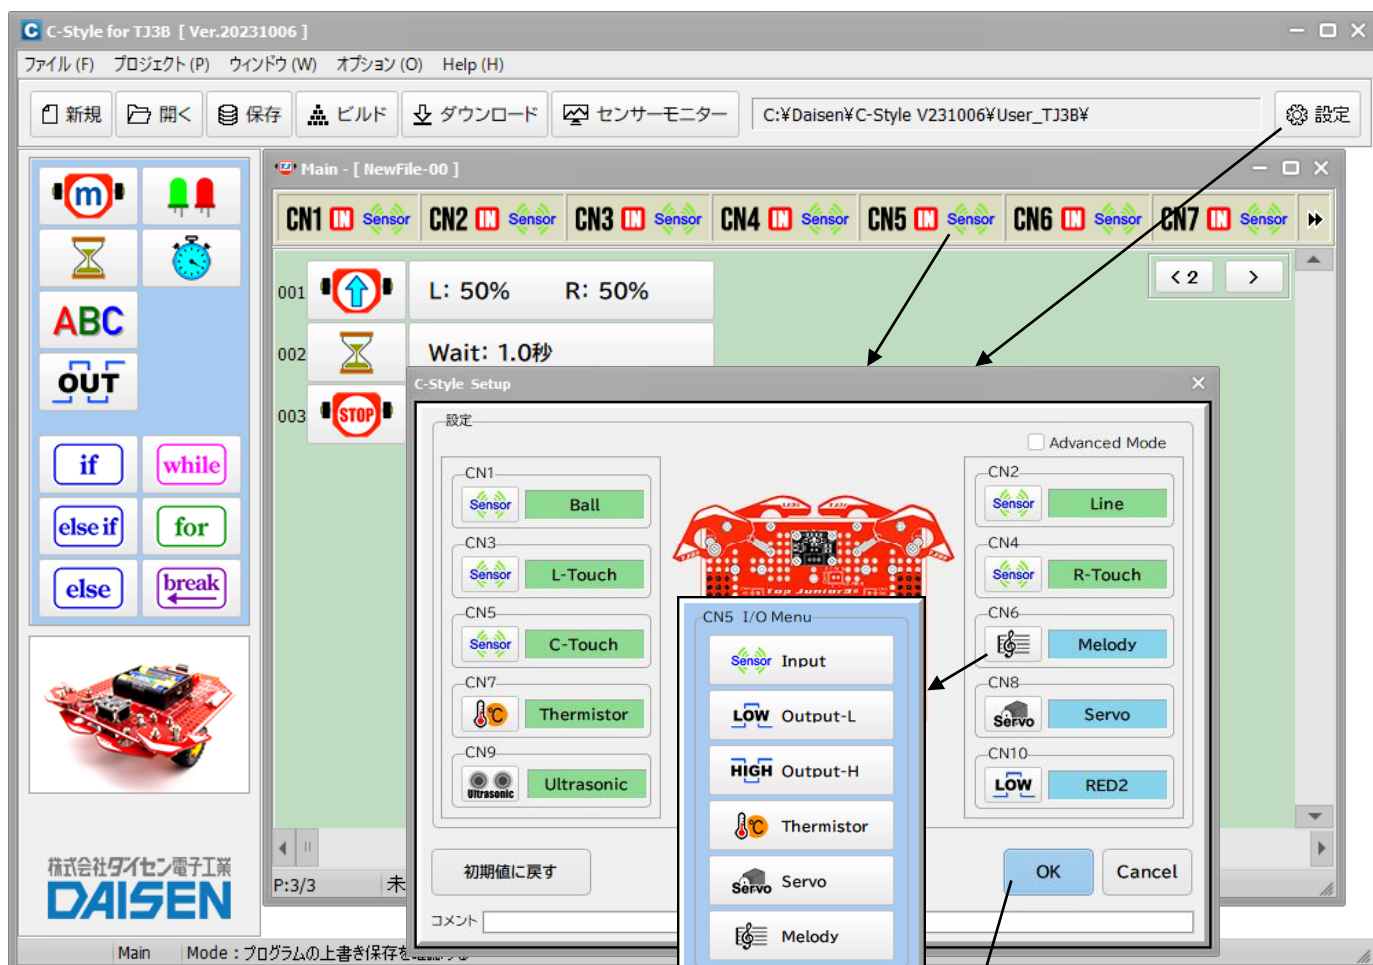 C-Style for TJ3B [ Ver.20231006 ]
ファイル (F) プロジェクト (P) ウィンドウ (W) オプション (O) Help (H)
新規 開く 保存 ビルド ダウンロード センサーモニター C:¥Daisen¥C-Style V231006¥User_TJ3B¥ 設定
m
ABC
OUT
if while
else if for
else break
株式会社ダイセン電子工業
DAISEN
Main - [ NewFile-00 ]
CN1 IN Sensor CN2 IN Sensor CN3 IN Sensor CN4 IN Sensor CN5 IN Sensor CN6 IN Sensor CN7 IN Sensor
< 2 >
001 L: 50% R: 50%
002 Wait: 1.0秒
003 STOP
P:3/3 未
C-Style Setup
設定
Advanced Mode
CN1
Sensor Ball
CN3
Sensor L-Touch
CN5
Sensor C-Touch
CN7
℃ Thermistor
CN9
Ultrasonic Ultrasonic
CN2
Sensor Line
CN4
Sensor R-Touch
CN6
Melody
CN8
Servo Servo
CN10
LOW RED2
Top Junior3
CN5 I/O Menu
Sensor Input
LOW Output-L
HIGH Output-H
℃ Thermistor
Servo Servo
Melody
初期値に戻す
OK Cancel
コメント
Main Mode : プログラムの上書き保存を